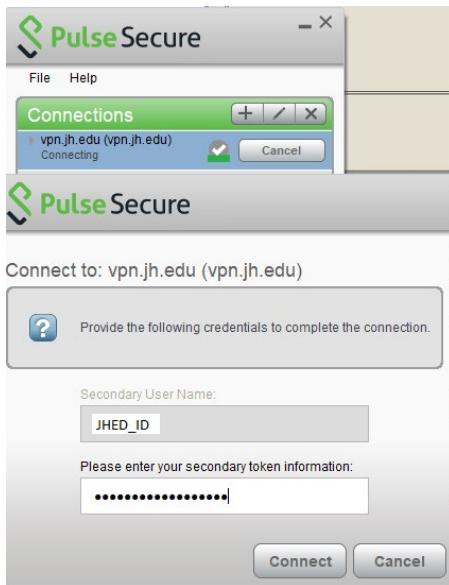 Pulse Secure
File Help
Connections
vpn.jh.edu (vpn.jh.edu)
Connecting
Cancel
Pulse Secure
Connect to: vpn.jh.edu (vpn.jh.edu)
Provide the following credentials to complete the connection.
Secondary User Name:
JHED_ID
Please enter your secondary token information:
Connect Cancel